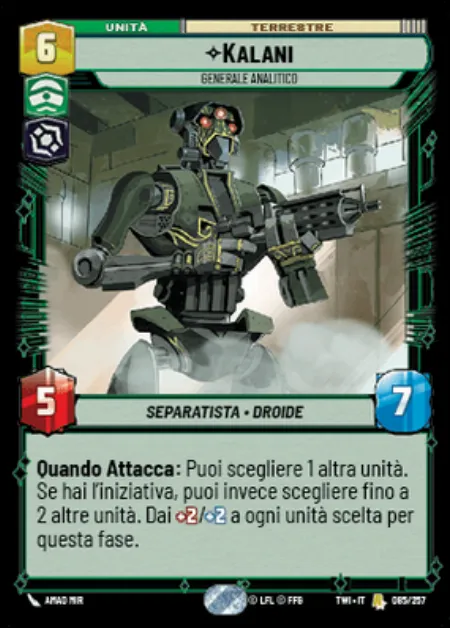 6
UNITÀ
TERRESTRE
KALANI
GENERALE ANALITICO
5
SEPARATISTA • DROIDE
7
Quando Attacca: Puoi scegliere 1 altra unità.
Se hai l'iniziativa, puoi invece scegliere fino a
2 altre unità. Dai +2/+2 a ogni unità scelta per
questa fase.
AMAD MIR
© LFL © FFG
TWI • IT
085/257